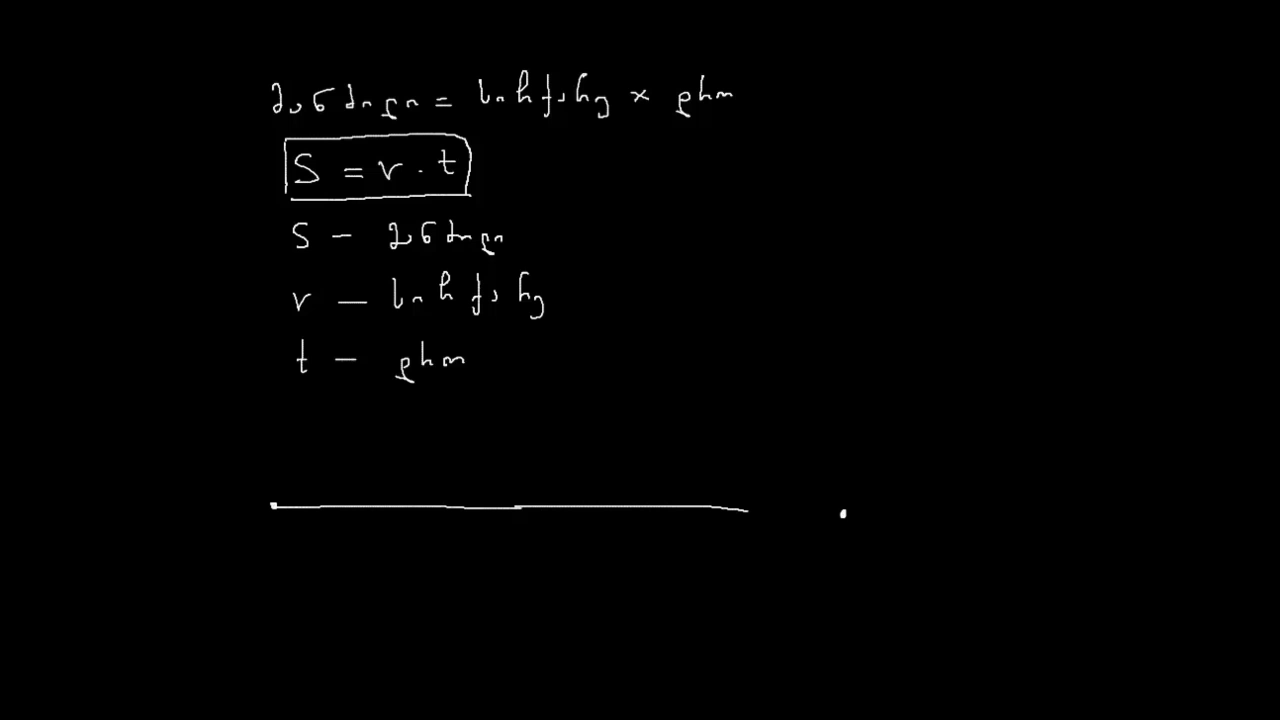 მანძილი = სიჩქარე × დრო
S = v · t
S – მანძილი
v – სიჩქარე
t – დრო